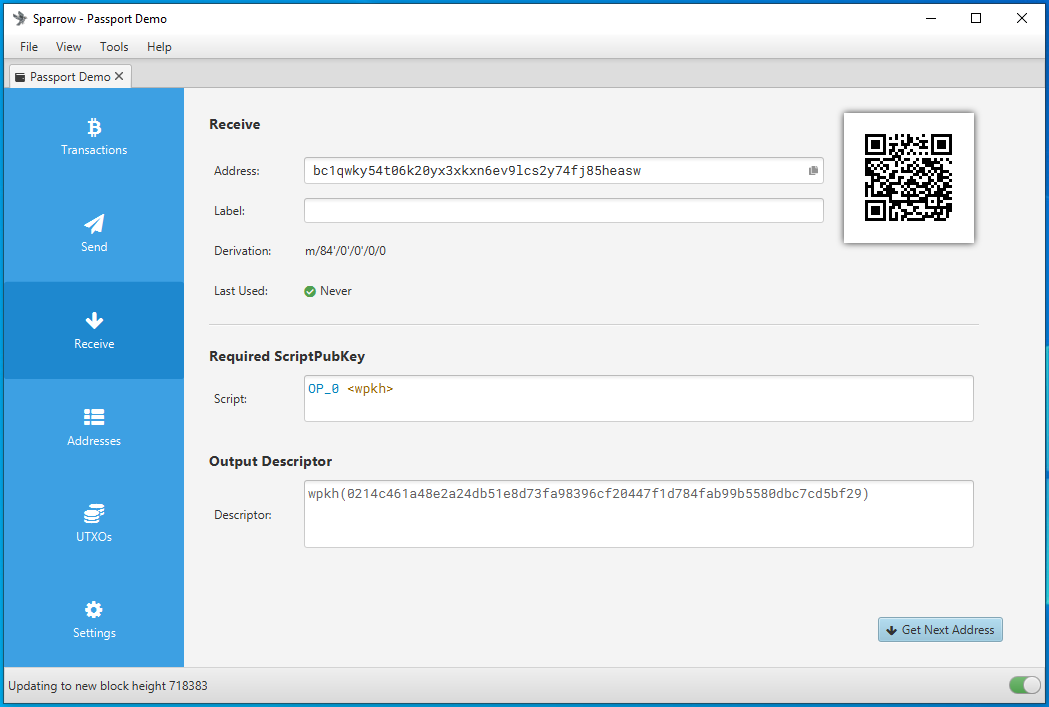 Sparrow - Passport Demo
File View Tools Help
Passport Demo
Transactions
Send
Receive
Addresses
UTXOs
Settings
Receive
Address: bc1qwky54t06k20yx3xkxn6ev9lcs2y74fj85heasw
Label:
Derivation: m/84'/0'/0'/0/0
Last Used: Never
Required ScriptPubKey
Script: OP_0 <wpkh>
Output Descriptor
Descriptor: wpkh(0214c461a48e2a24db51e8d73fa98396cf20447f1d784fab99b5580dbc7cd5bf29)
Get Next Address
Updating to new block height 718383